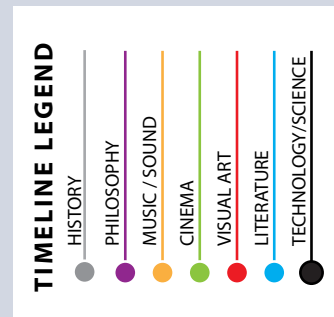 TIMELINE LEGEND
HISTORY
PHILOSOPHY
MUSIC / SOUND
CINEMA
VISUAL ART
LITERATURE
TECHNOLOGY/SCIENCE